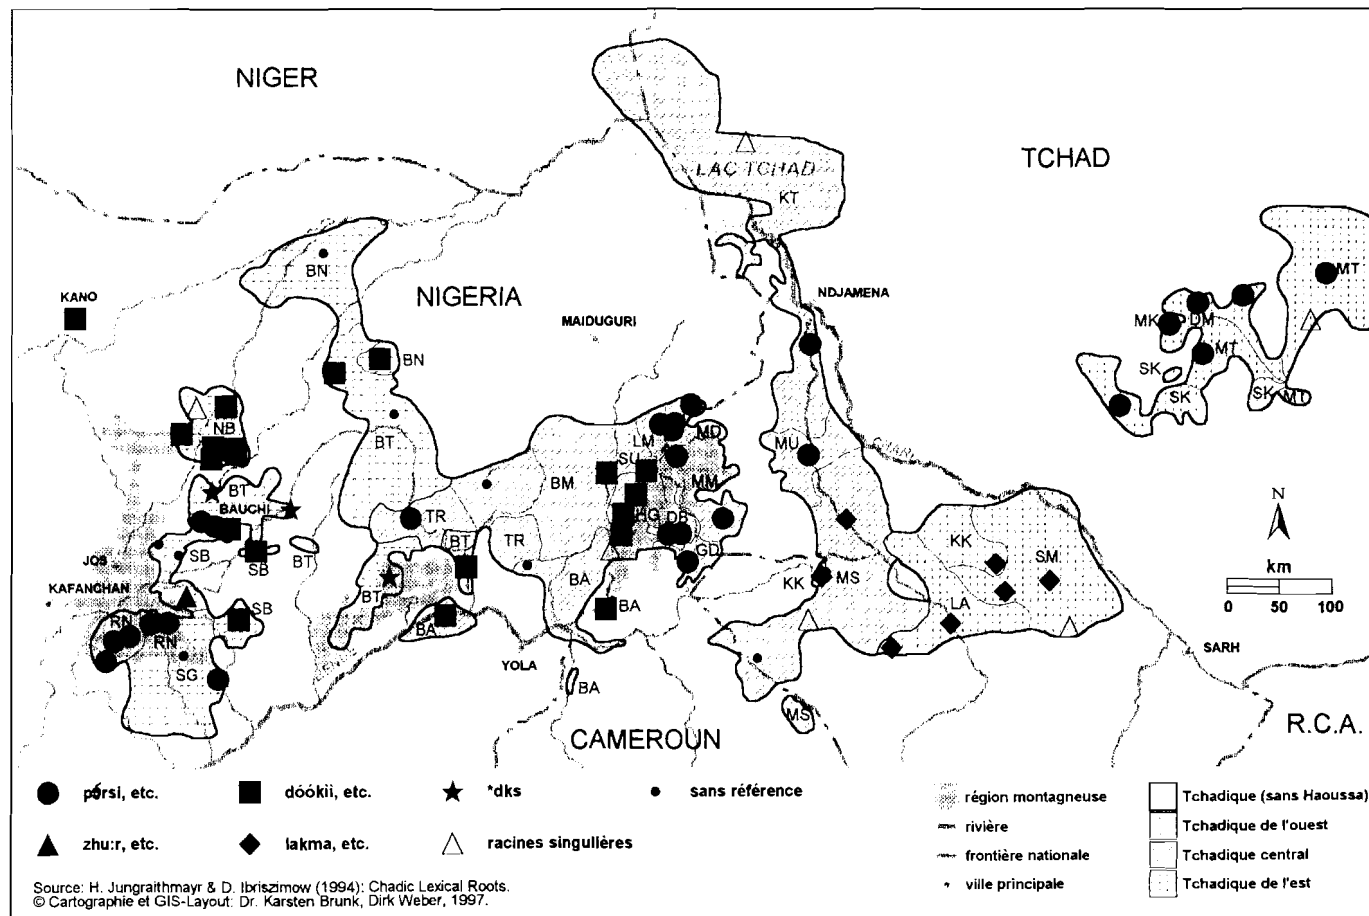 NIGER
TCHAD
LAC TCHAD
KT
BN
MT
KANO
NIGERIA
NDJAMENA
MAIDUGURI
MK
DM
MT
BN
SK
SK
SK
MT
NB
BT
LM
MD
MU
SU
BM
MM
BT
BAUCHI
TR
HG
DB
N
BT
TR
GD
KK
SM
SB
SB
BT
JOS
BT
BA
KK
MS
km
KAFANCHAN
SB
BA
LA
0 50 100
RN
RN
BA
SARH
YOLA
SG
BA
MS
CAMEROUN
R.C.A.
pərsi, etc.
dóókìi, etc.
*dks
sans référence
zhu:r, etc.
lakma, etc.
racines singulières
région montagneuse
rivière
frontière nationale
ville principale
Tchadique (sans Haoussa)
Tchadique de l'ouest
Tchadique central
Tchadique de l'est
Source: H. Jungraithmayr & D. Ibriszimow (1994): Chadic Lexical Roots.
© Cartographie et GIS-Layout: Dr. Karsten Brunk, Dirk Weber, 1997.